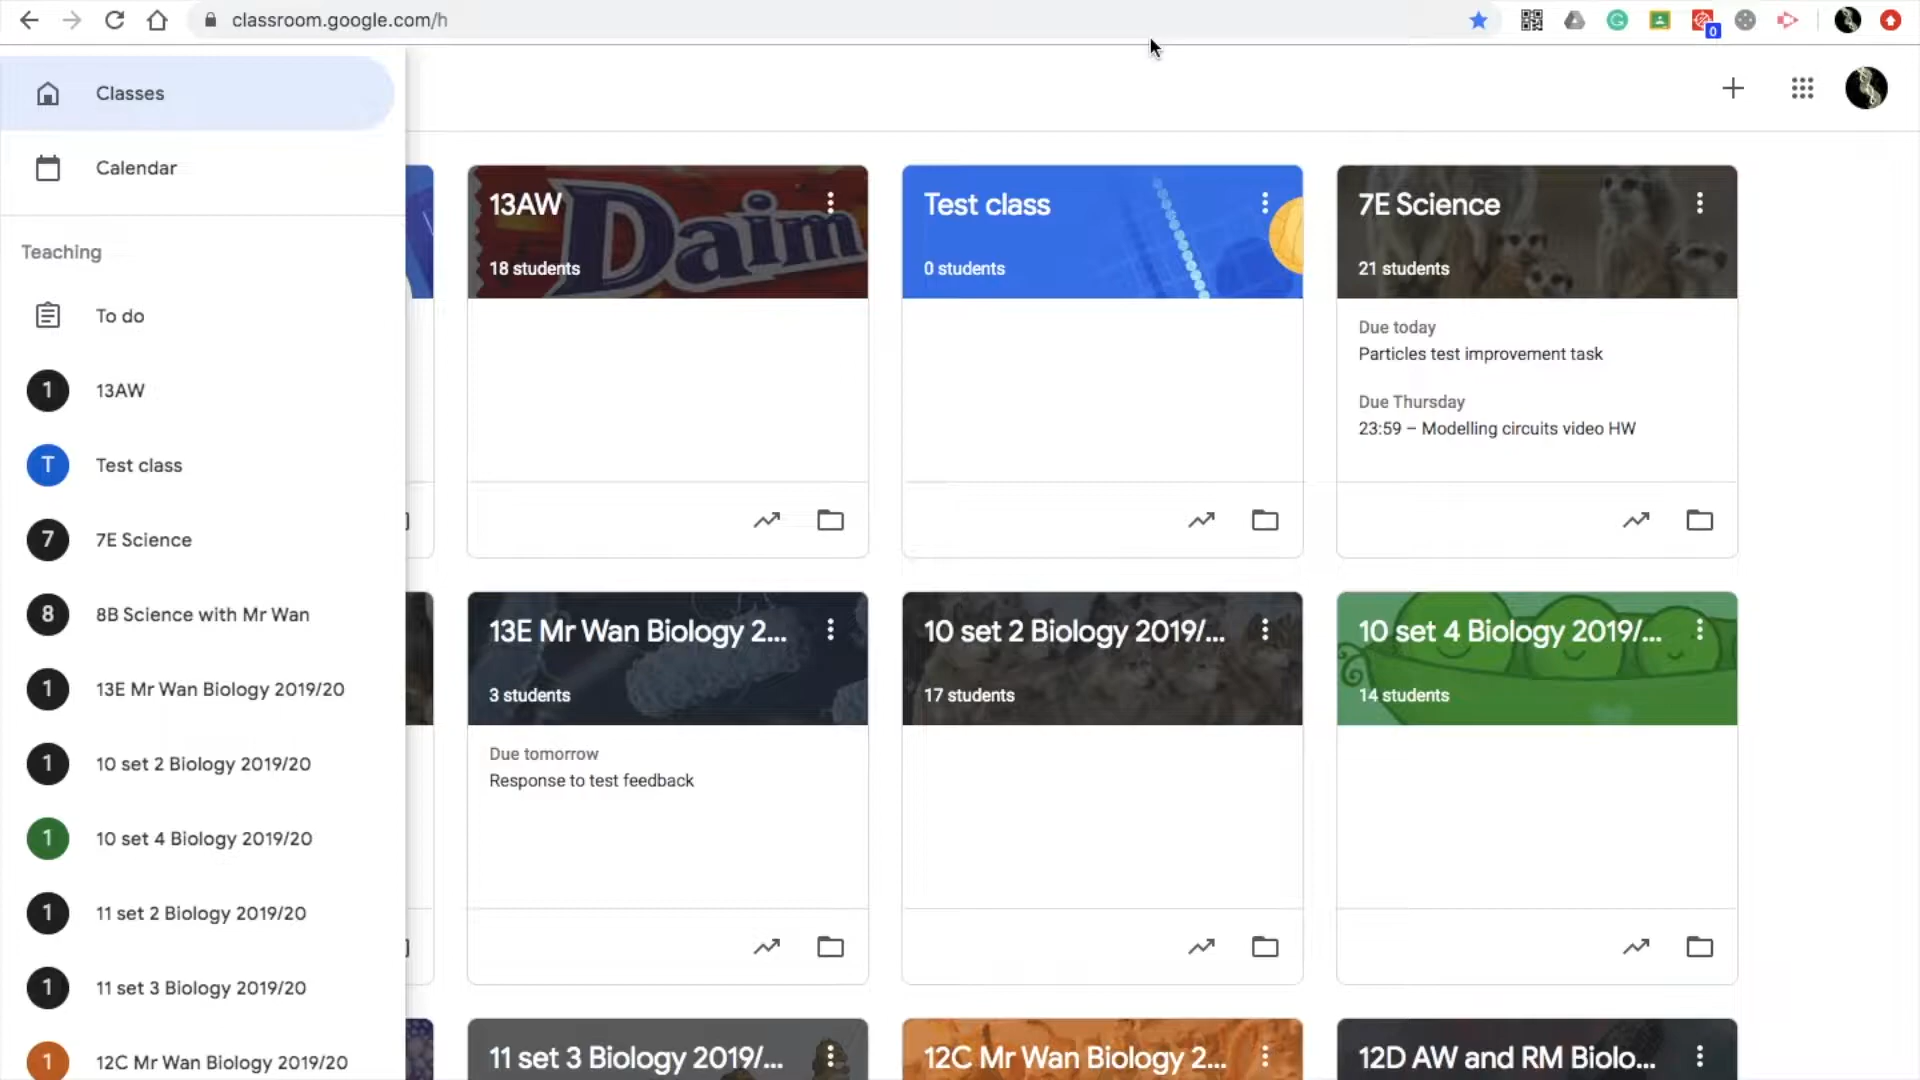 classroom.google.com/h
0
Classes
Calendar
Teaching
To do
1 13AW
T Test class
7 7E Science
8 8B Science with Mr Wan
1 13E Mr Wan Biology 2019/20
1 10 set 2 Biology 2019/20
1 10 set 4 Biology 2019/20
1 11 set 2 Biology 2019/20
1 11 set 3 Biology 2019/20
1 12C Mr Wan Biology 2019/20
13AW
Daim
18 students
Test class
0 students
7E Science
21 students
Due today
Particles test improvement task
Due Thursday
23:59 – Modelling circuits video HW
13E Mr Wan Biology 2...
3 students
Due tomorrow
Response to test feedback
10 set 2 Biology 2019/...
17 students
10 set 4 Biology 2019/...
14 students
11 set 3 Biology 2019/...
12C Mr Wan Biology 2...
12D AW and RM Biolo...